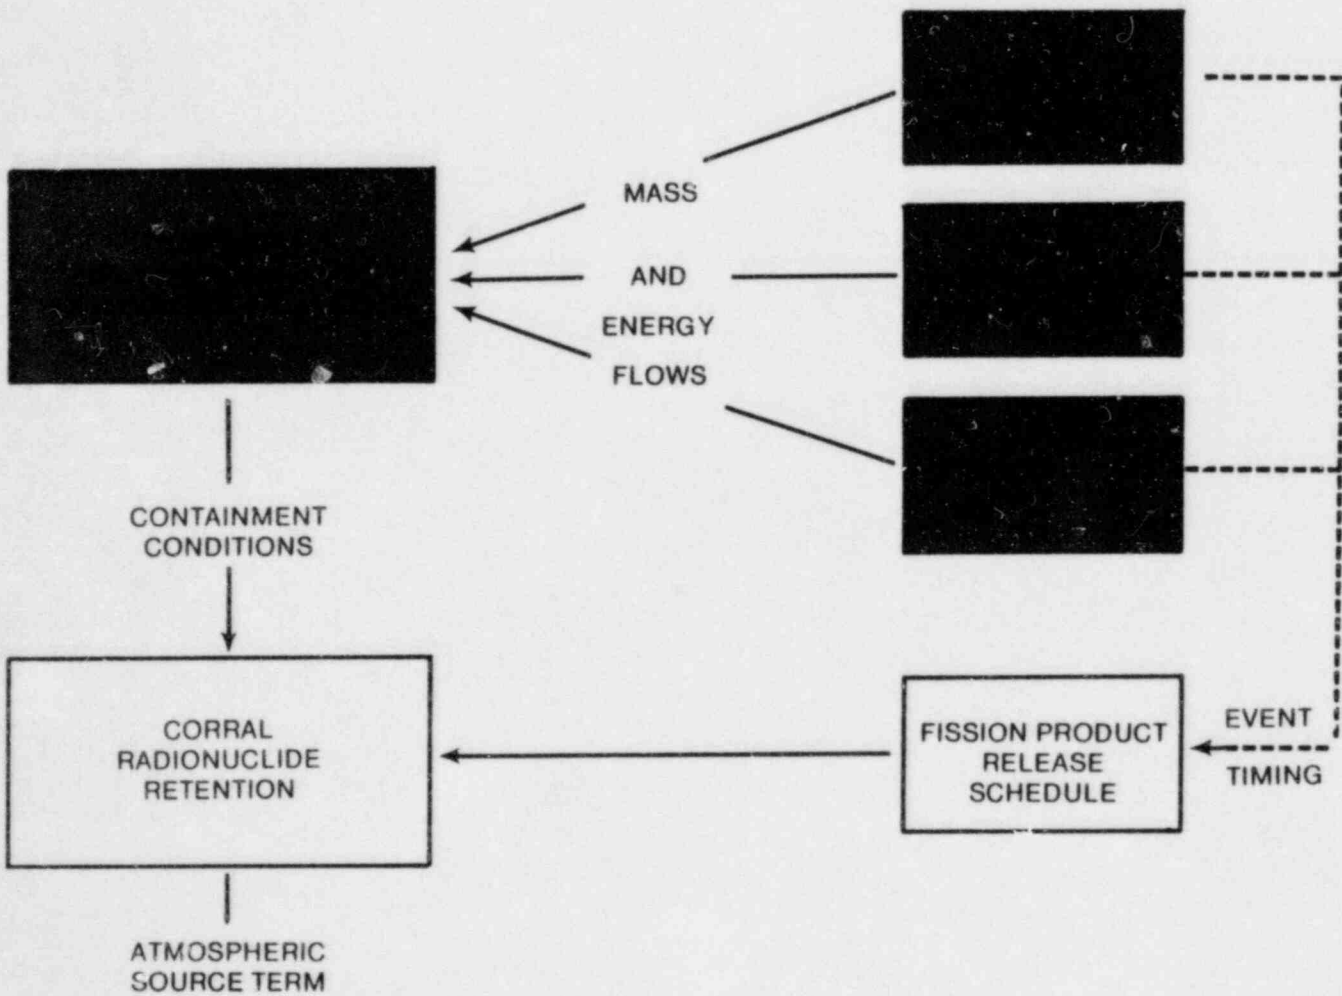 MASS
AND
ENERGY
FLOWS
CONTAINMENT
CONDITIONS
CORRAL
RADIONUCLIDE
RETENTION
FISSION PRODUCT
RELEASE
SCHEDULE
EVENT
TIMING
ATMOSPHERIC
SOURCE TERM